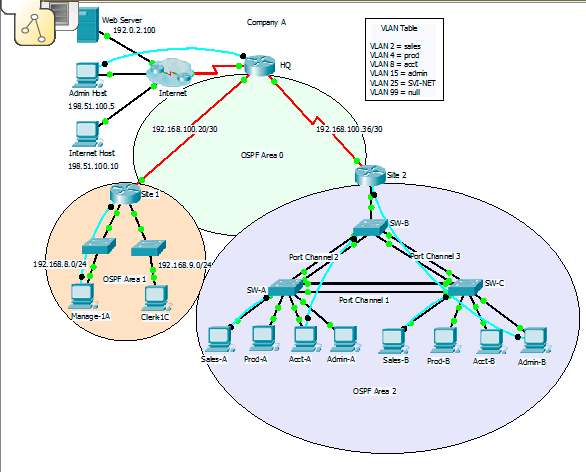 Web Server
192.0.2.100
Company A
VLAN Table
VLAN 2 = sales
VLAN 4 = prod
VLAN 8 = acct
VLAN 15 = admin
VLAN 25 = SVI-NET
VLAN 99 = null
HQ
Admin Host
Internet
198.51.100.5
192.168.100.20/30
192.168.100.36/30
Internet Host
198.51.100.10
OSPF Area 0
Site 2
Site 1
SW-B
Port Channel 2
Port Channel 3
192.168.8.0/24
192.168.9.0/24
OSPF Area 1
SW-A
SW-C
Port Channel 1
Manage-1A
Clerk1C
Sales-A
Prod-A
Acct-A
Admin-A
Sales-B
Prod-B
Acct-B
Admin-B
OSPF Area 2